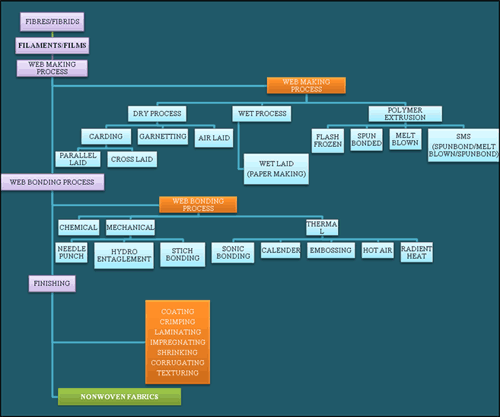 FIBRES/FIBRIDS
FILAMENTS/FILMS
WEB MAKING
PROCESS
WEB MAKING
PROCESS
DRY PROCESS
WET PROCESS
POLYMER
EXTRUSION
CARDING
GARNETTING
AIR LAID
FLASH
FROZEN
SPUN
BONDED
MELT
BLOWN
SMS
(SPUNBOND/MELT
BLOWN/SPUNBOND)
PARALLEL
LAID
CROSS LAID
WET LAID
(PAPER MAKING)
WEB BONDING PROCESS
WEB BONDING
PROCESS
CHEMICAL
MECHANICAL
THERMA
L
NEEDLE
PUNCH
HYDRO
ENTAGLEMENT
STICH
BONDING
SONIC
BONDING
CALENDER
EMBOSSING
HOT AIR
RADIENT
HEAT
FINISHING
COATING
CRIMPING
LAMINATING
IMPREGNATING
SHRINKING
CORRUGATING
TEXTURING
NONWOVEN FABRICS